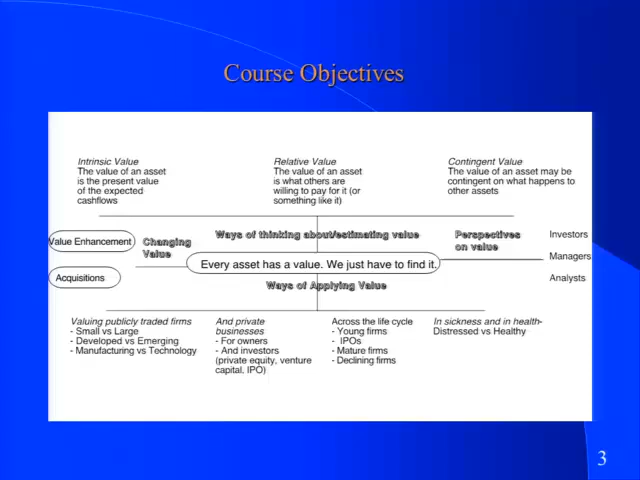 Course Objectives
Intrinsic Value
The value of an asset
is the present value
of the expected
cashflows
Relative Value
The value of an asset
is what others are
willing to pay for it (or
something like it)
Contingent Value
The value of an asset may be
contingent on what happens to
other assets
Ways of thinking about/estimating value
Value Enhancement
Acquisitions
Changing
Value
Every asset has a value. We just have to find it.
Perspectives
on value
Investors
Managers
Analysts
Ways of Applying Value
Valuing publicly traded firms
- Small vs Large
- Developed vs Emerging
- Manufacturing vs Technology
And private
businesses
- For owners
- And investors
(private equity, venture
capital, IPO)
Across the life cycle
- Young firms
- IPOs
- Mature firms
- Declining firms
In sickness and in health-
Distressed vs Healthy
3